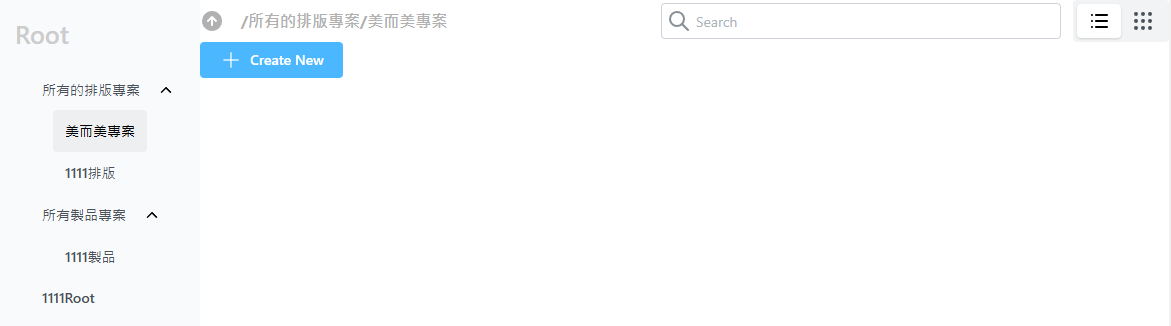 Root
所有的排版專案
美而美專案
1111排版
所有製品專案
1111製品
1111Root
/所有的排版專案/美而美專案
Search
Create New